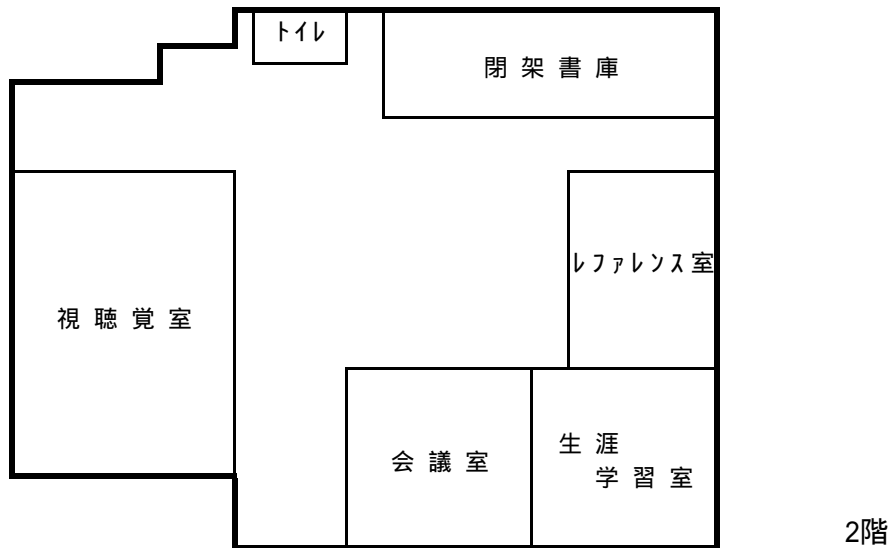 トイレ
閉架書庫
レファレンス室
視聴覚室
会議室
生涯
学習室
2階